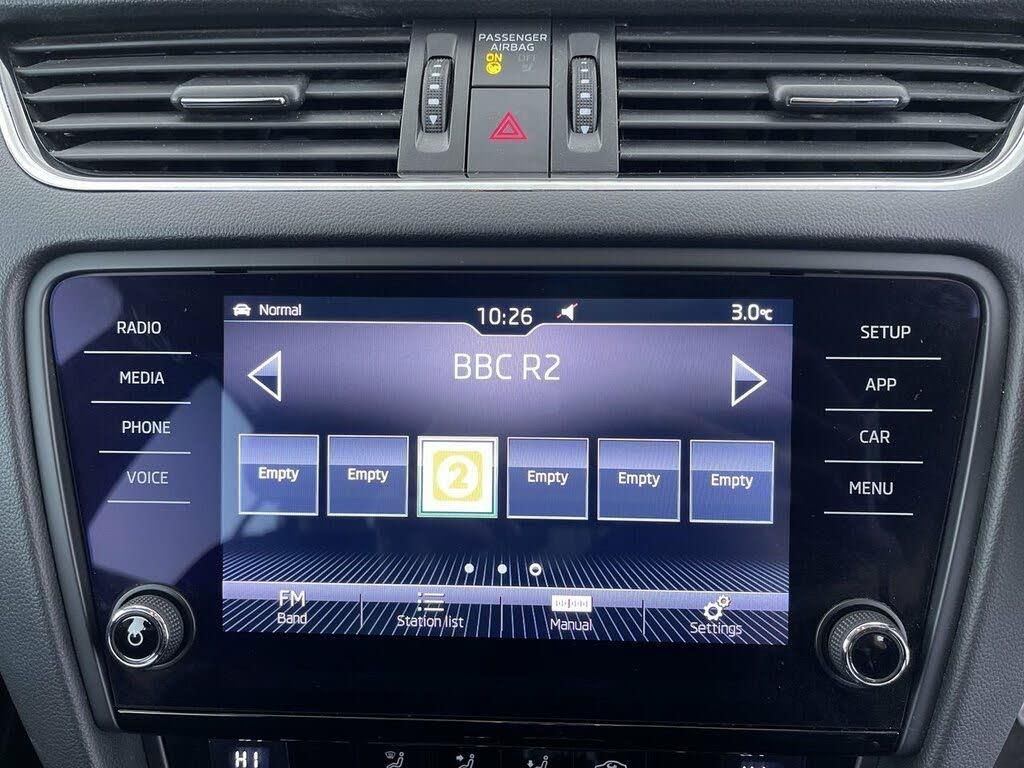 PASSENGER
AIRBAG
ON OFF
RADIO
MEDIA
PHONE
VOICE
Normal
10:26
3.0°C
BBC R2
Empty
Empty
2
Empty
Empty
Empty
FM
Band
Station list
Manual
Settings
SETUP
APP
CAR
MENU
HI